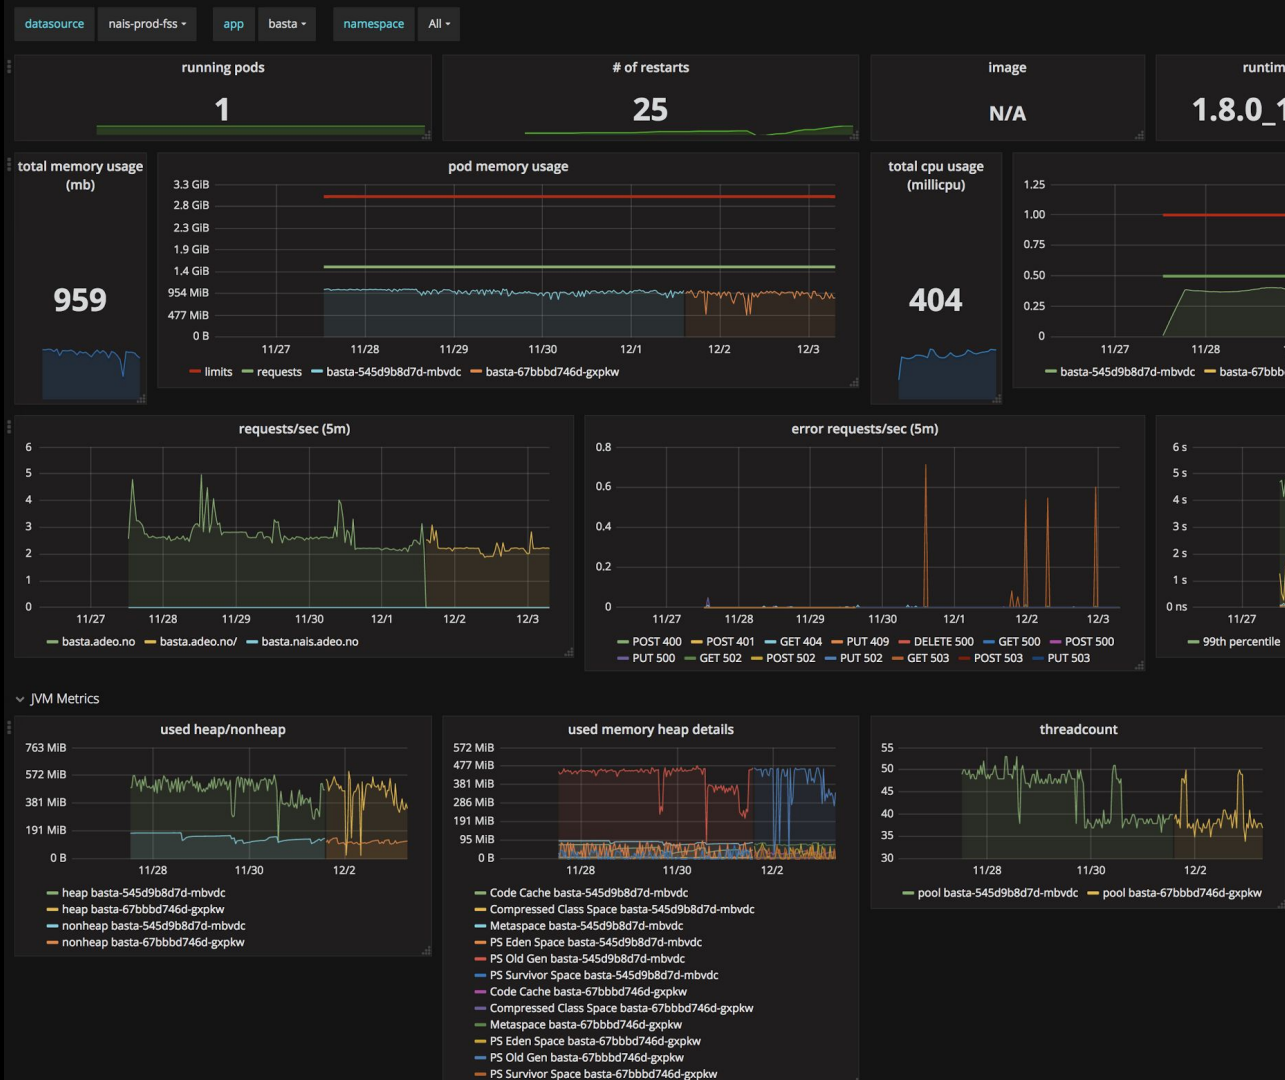 datasource nais-prod-fss app basta namespace All
running pods
1
# of restarts
25
image
N/A
runtim
1.8.0_1
total memory usage
(mb)
959
pod memory usage
3.3 GiB
2.8 GiB
2.3 GiB
1.9 GiB
1.4 GiB
954 MiB
477 MiB
0 B
11/27 11/28 11/29 11/30 12/1 12/2 12/3
limits requests basta-545d9b8d7d-mbvdc basta-67bbbd746d-gxpkw
total cpu usage
(millicpu)
404
1.25
1.00
0.75
0.50
0.25
0
11/27 11/28
basta-545d9b8d7d-mbvdc basta-67bbb
requests/sec (5m)
6
5
4
3
2
1
0
11/27 11/28 11/29 11/30 12/1 12/2 12/3
basta.adeo.no basta.adeo.no/ basta.nais.adeo.no
error requests/sec (5m)
0.8
0.6
0.4
0.2
0
11/27 11/28 11/29 11/30 12/1 12/2 12/3
POST 400 POST 401 GET 404 PUT 409 DELETE 500 GET 500 POST 500
PUT 500 GET 502 POST 502 PUT 502 GET 503 POST 503 PUT 503
6 s
5 s
4 s
3 s
2 s
1 s
0 ns
11/27
99th percentile
JVM Metrics
used heap/nonheap
763 MiB
572 MiB
381 MiB
191 MiB
0 B
11/28 11/30 12/2
heap basta-545d9b8d7d-mbvdc
heap basta-67bbbd746d-gxpkw
nonheap basta-545d9b8d7d-mbvdc
nonheap basta-67bbbd746d-gxpkw
used memory heap details
572 MiB
477 MiB
381 MiB
286 MiB
191 MiB
95 MiB
0 B
11/28 11/30 12/2
Code Cache basta-545d9b8d7d-mbvdc
Compressed Class Space basta-545d9b8d7d-mbvdc
Metaspace basta-545d9b8d7d-mbvdc
PS Eden Space basta-545d9b8d7d-mbvdc
PS Old Gen basta-545d9b8d7d-mbvdc
PS Survivor Space basta-545d9b8d7d-mbvdc
Code Cache basta-67bbbd746d-gxpkw
Compressed Class Space basta-67bbbd746d-gxpkw
Metaspace basta-67bbbd746d-gxpkw
PS Eden Space basta-67bbbd746d-gxpkw
PS Old Gen basta-67bbbd746d-gxpkw
PS Survivor Space basta-67bbbd746d-gxpkw
threadcount
55
50
45
40
35
30
11/28 11/30 12/2
pool basta-545d9b8d7d-mbvdc pool basta-67bbbd746d-gxpkw